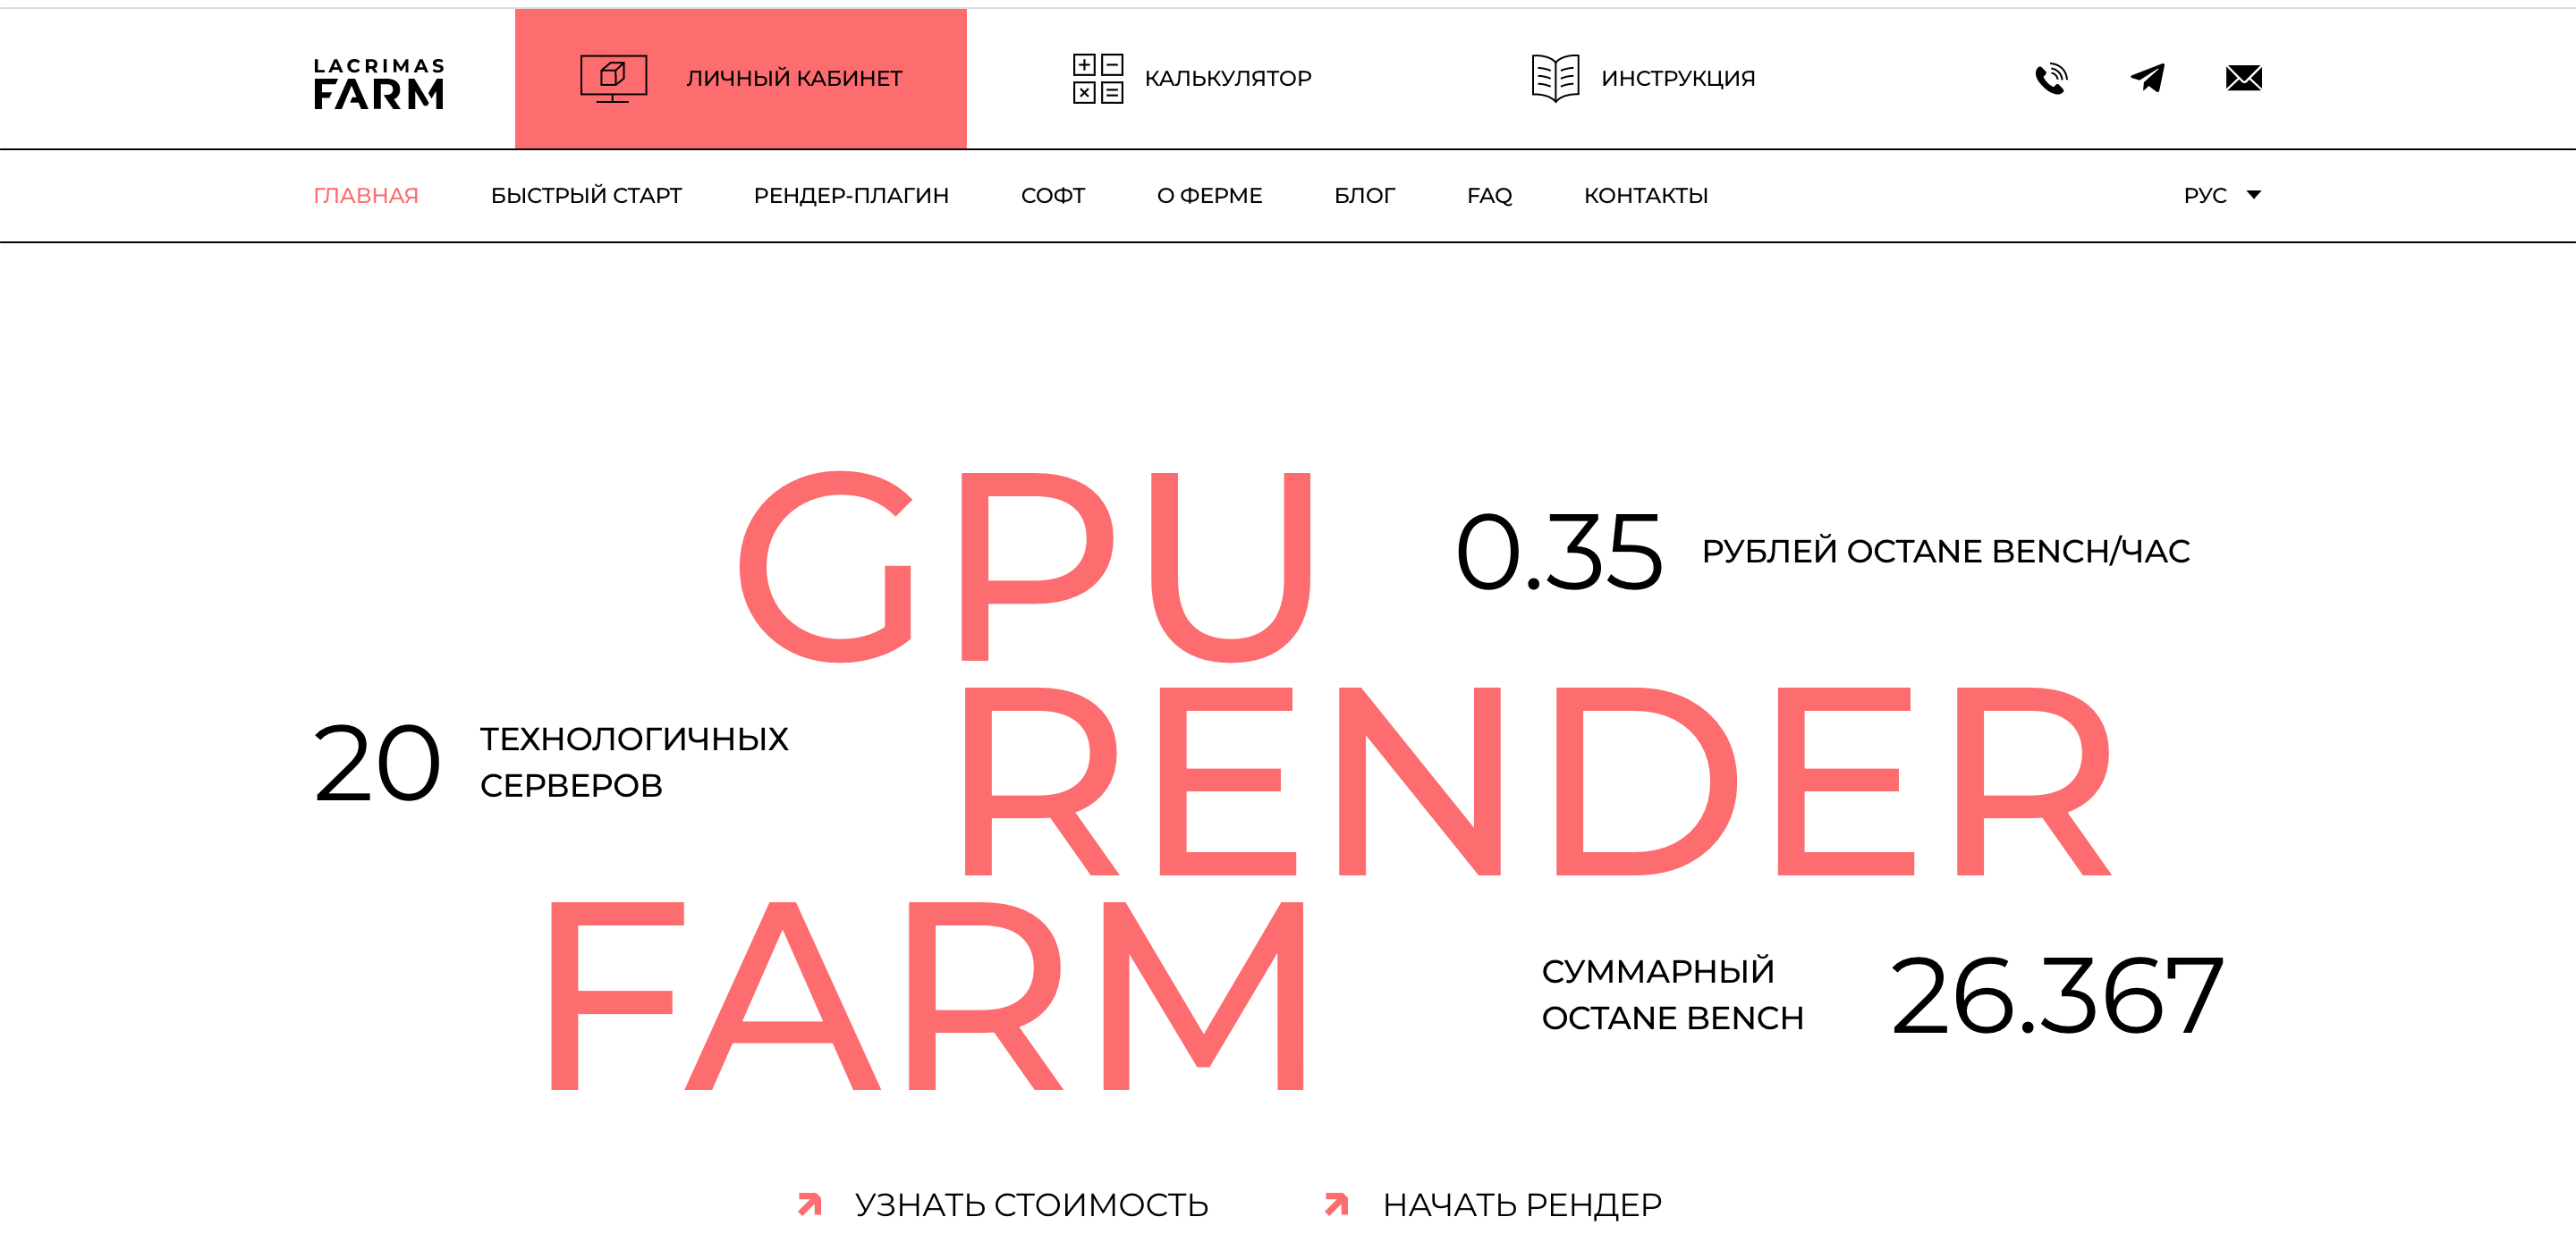 LACRIMAS
FARM
ЛИЧНЫЙ КАБИНЕТ
КАЛЬКУЛЯТОР
ИНСТРУКЦИЯ
ГЛАВНАЯ
БЫСТРЫЙ СТАРТ
РЕНДЕР-ПЛАГИН
СОФТ
О ФЕРМЕ
БЛОГ
FAQ
КОНТАКТЫ
РУС
GPU
0.35 РУБЛЕЙ OCTANE BENCH/ЧАС
20 ТЕХНОЛОГИЧНЫХ
СЕРВЕРОВ
RENDER
FARM
СУММАРНЫЙ
OCTANE BENCH
26.367
УЗНАТЬ СТОИМОСТЬ
НАЧАТЬ РЕНДЕР